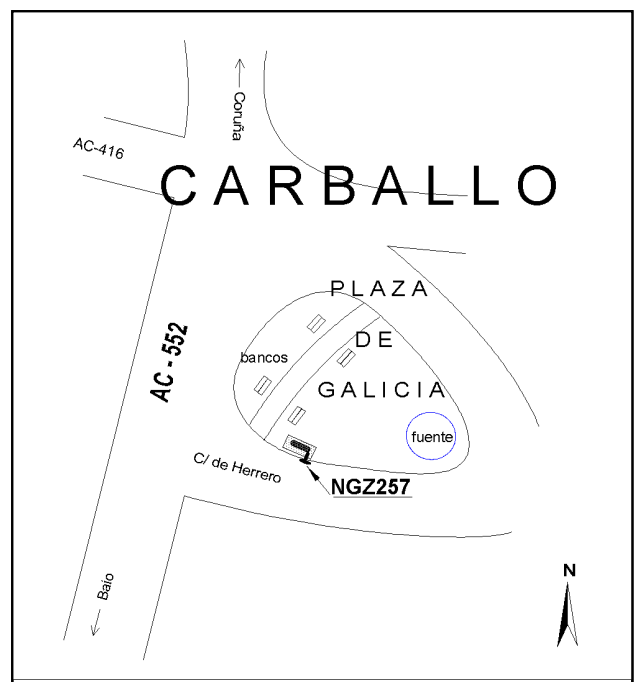 Coruña
AC-416
CARBALLO
PLAZA
DE
GALICIA
bancos
AC - 552
fuente
C/ de Herrero
NGZ257
Baio
N